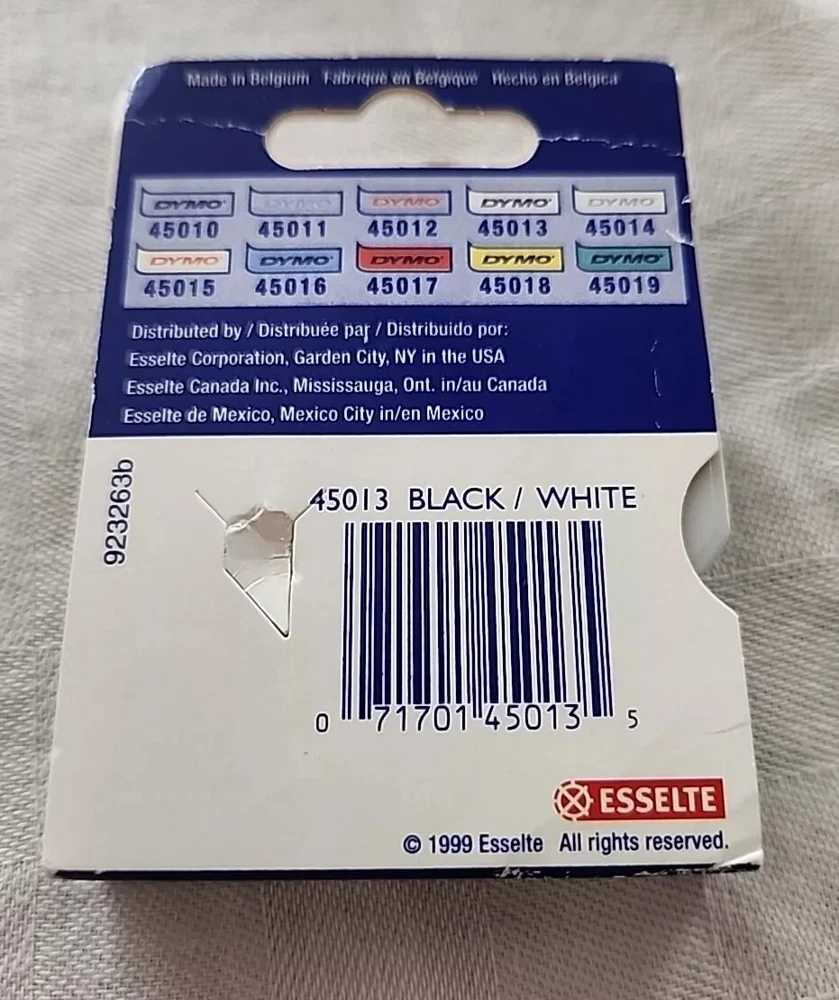 Made in Belgium Fabriqué en Belgique Hecho en Bélgica
DYMO DYMO DYMO DYMO DYMO
45010 45011 45012 45013 45014
DYMO DYMO DYMO DYMO DYMO
45015 45016 45017 45018 45019
Distributed by / Distribuée par / Distribuido por:
Esselte Corporation, Garden City, NY in the USA
Esselte Canada Inc., Mississauga, Ont. in/au Canada
Esselte de Mexico, Mexico City in/en Mexico
923263b
45013 BLACK / WHITE
0 71701 45013 5
ESSELTE
© 1999 Esselte All rights reserved.